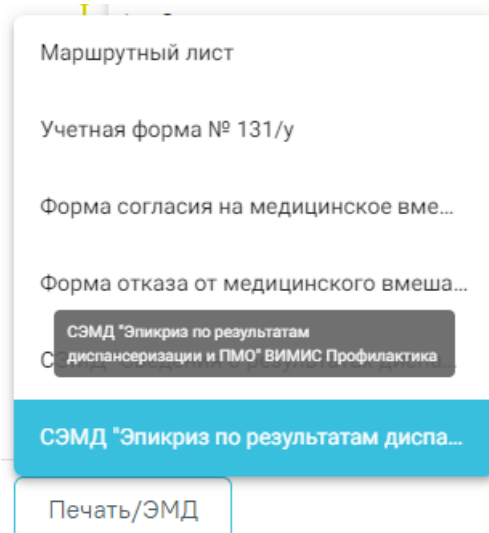 Маршрутный лист
Учетная форма № 131/у
Форма согласия на медицинское вме...
Форма отказа от медицинского вмеша...
СЭМД "Эпикриз по результатам
диспансеризации и ПМО" ВИМИС Профилактика
СЭМД "Эпикриз по результатам диспа...
Печать/ЭМД